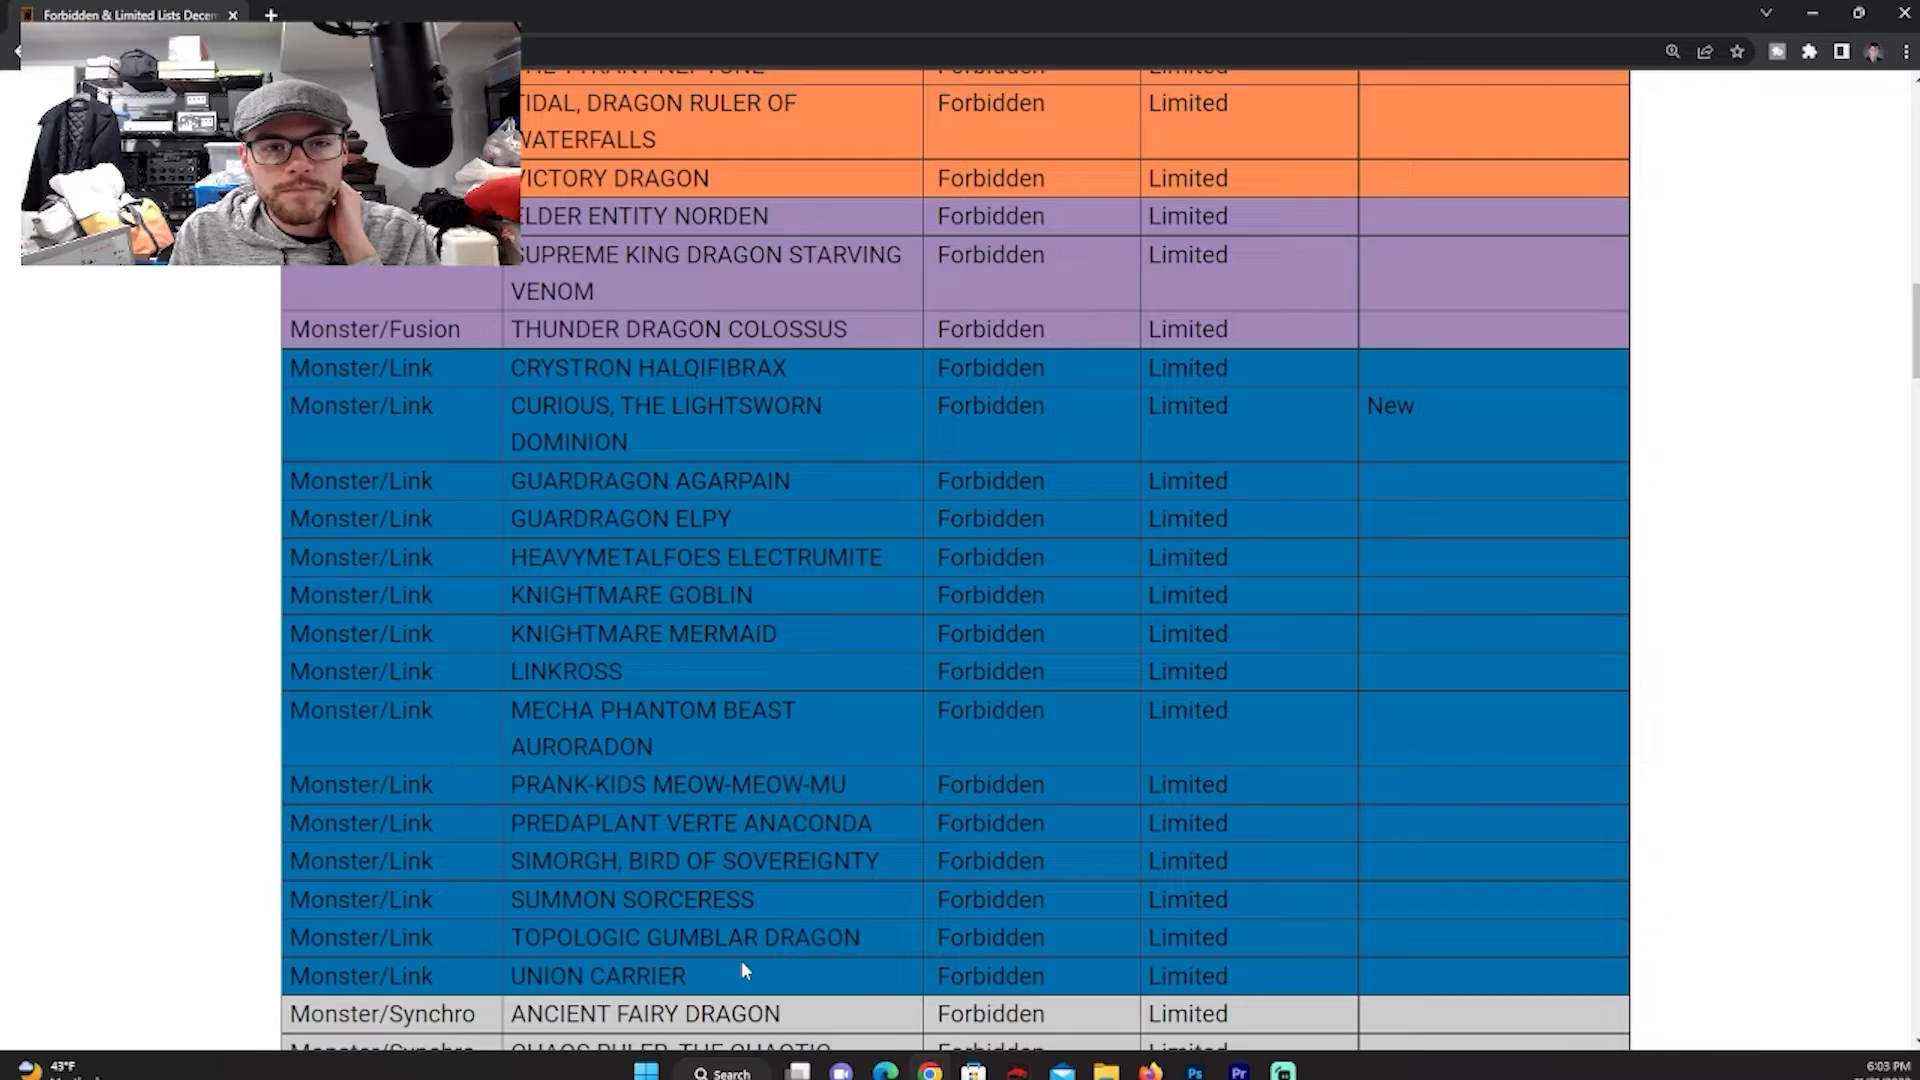 Forbidden & Limited Lists Decem
TIDAL, DRAGON RULER OF Forbidden Limited
WATERFALLS
VICTORY DRAGON Forbidden Limited
ELDER ENTITY NORDEN Forbidden Limited
SUPREME KING DRAGON STARVING Forbidden Limited
VENOM
Monster/Fusion THUNDER DRAGON COLOSSUS Forbidden Limited
Monster/Link CRYSTRON HALQIFIBRAX Forbidden Limited
Monster/Link CURIOUS, THE LIGHTSWORN Forbidden Limited New
DOMINION
Monster/Link GUARDRAGON AGARPAIN Forbidden Limited
Monster/Link GUARDRAGON ELPY Forbidden Limited
Monster/Link HEAVYMETALFOES ELECTRUMITE Forbidden Limited
Monster/Link KNIGHTMARE GOBLIN Forbidden Limited
Monster/Link KNIGHTMARE MERMAID Forbidden Limited
Monster/Link LINKROSS Forbidden Limited
Monster/Link MECHA PHANTOM BEAST Forbidden Limited
AURORADON
Monster/Link PRANK-KIDS MEOW-MEOW-MU Forbidden Limited
Monster/Link PREDAPLANT VERTE ANACONDA Forbidden Limited
Monster/Link SIMORGH, BIRD OF SOVEREIGNTY Forbidden Limited
Monster/Link SUMMON SORCERESS Forbidden Limited
Monster/Link TOPOLOGIC GUMBLAR DRAGON Forbidden Limited
Monster/Link UNION CARRIER Forbidden Limited
Monster/Synchro ANCIENT FAIRY DRAGON Forbidden Limited
43°F
Search
Ps
Pr
6:03 PM